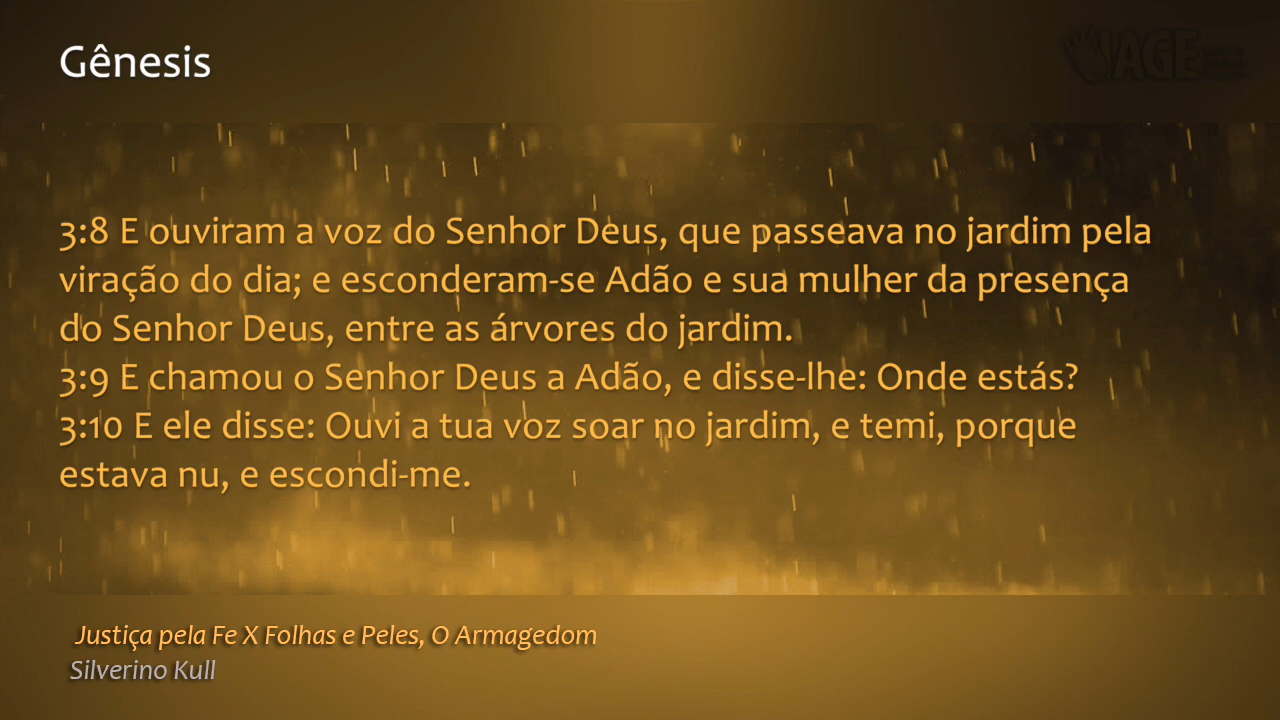 Gênesis
IAGE
3:8 E ouviram a voz do Senhor Deus, que passeava no jardim pela
viração do dia; e esconderam-se Adão e sua mulher da presença
do Senhor Deus, entre as árvores do jardim.
3:9 E chamou o Senhor Deus a Adão, e disse-lhe: Onde estás?
3:10 E ele disse: Ouvi a tua voz soar no jardim, e temi, porque
estava nu, e escondi-me.
Justiça pela Fe X Folhas e Peles, O Armagedom
Silverino Kull